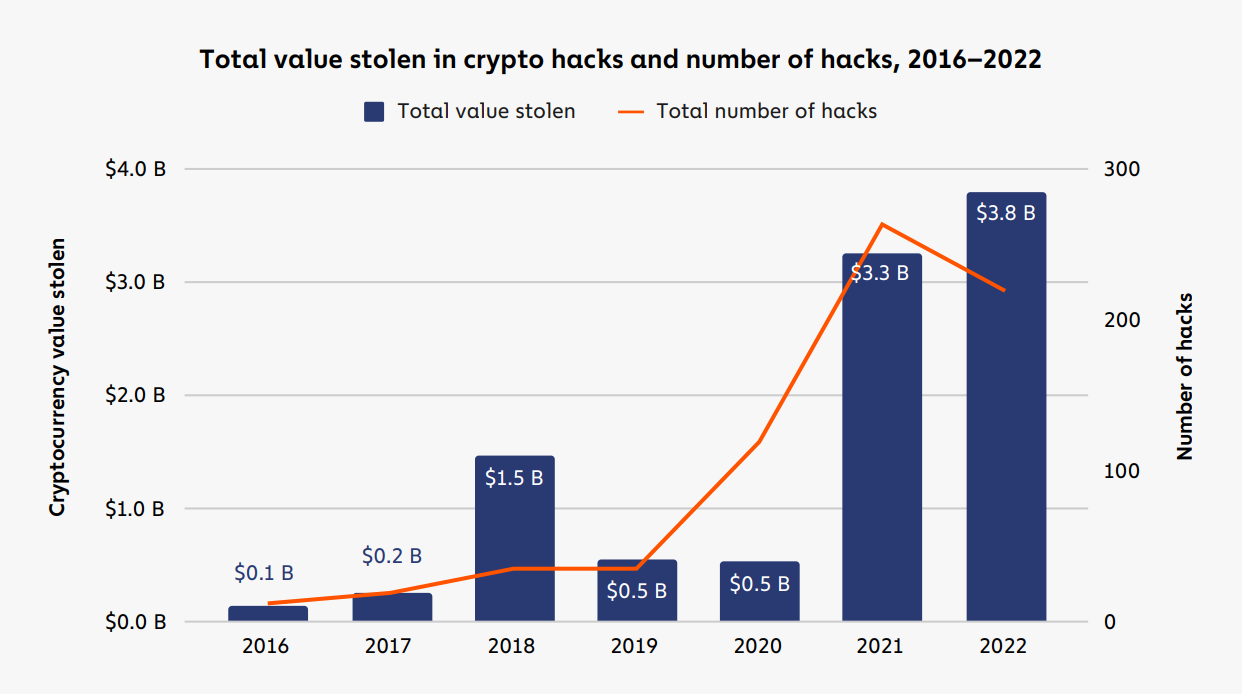 Total value stolen in crypto hacks and number of hacks, 2016–2022
Total value stolen
Total number of hacks
Cryptocurrency value stolen
$4.0 B
$3.0 B
$2.0 B
$1.0 B
$0.0 B
$0.1 B
$0.2 B
$1.5 B
$0.5 B
$0.5 B
$3.3 B
$3.8 B
300
200
100
0
Number of hacks
2016
2017
2018
2019
2020
2021
2022